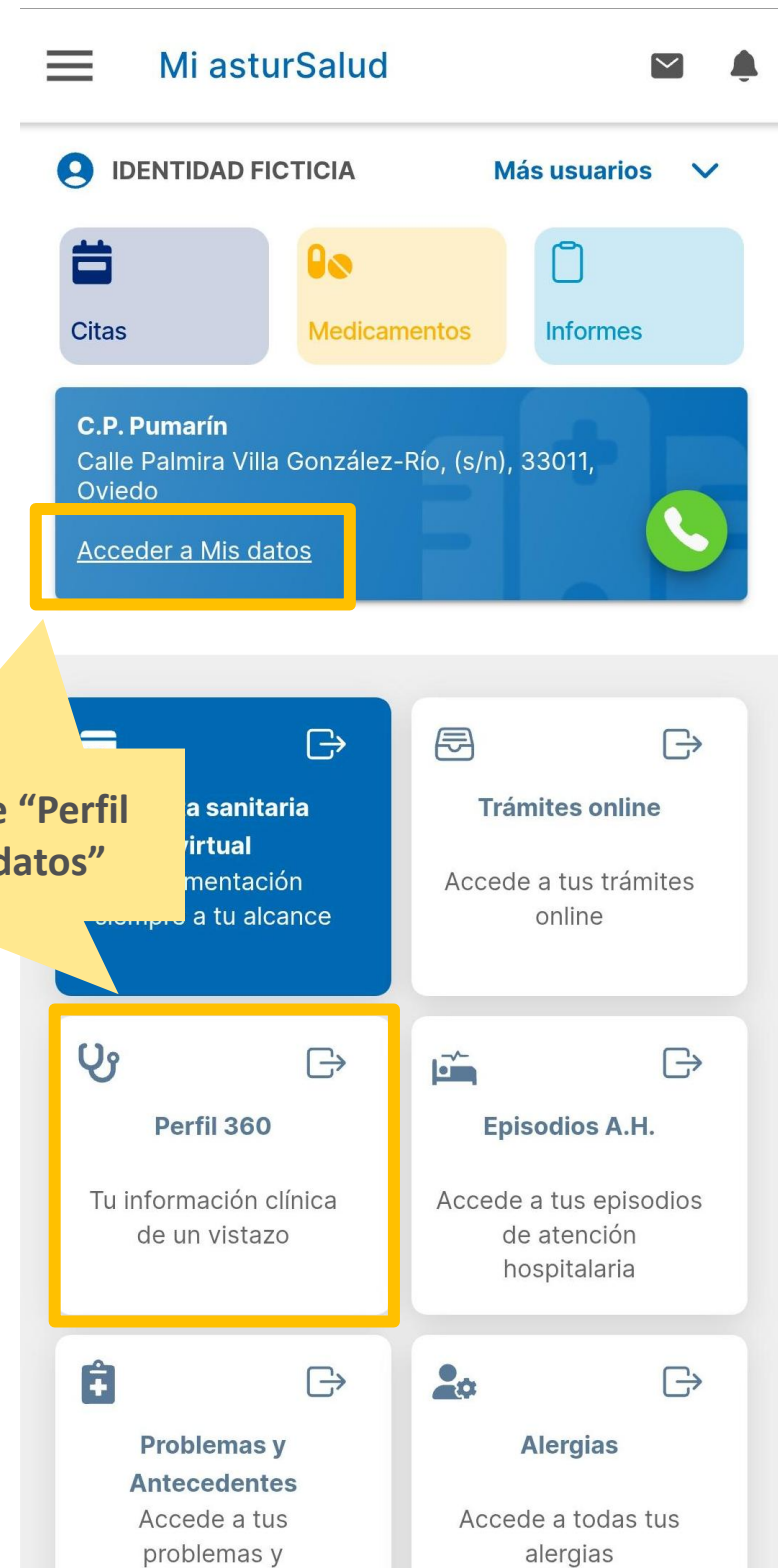 Mi asturSalud
IDENTIDAD FICTICIA
Más usuarios
Citas
Medicamentos
Informes
C.P. Pumarín
Calle Palmira Villa González-Río, (s/n), 33011,
Oviedo
Acceder a Mis datos
e “Perfil
datos”
a sanitaria
virtual
mentación
siempre a tu alcance
Trámites online
Accede a tus trámites
online
Perfil 360
Tu información clínica
de un vistazo
Episodios A.H.
Accede a tus episodios
de atención
hospitalaria
Problemas y
Antecedentes
Accede a tus
problemas y
Alergias
Accede a todas tus
alergias